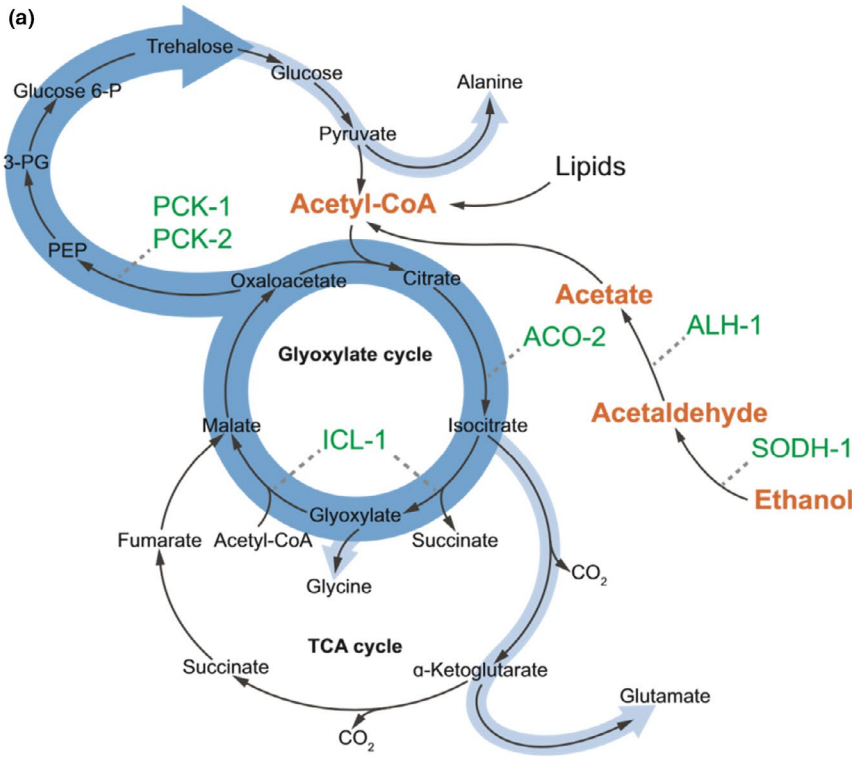 (a)
Trehalose
Glucose
Alanine
Glucose 6-P
Pyruvate
3-PG
Lipids
PCK-1
PCK-2
Acetyl-CoA
PEP
Oxaloacetate
Citrate
Acetate
ACO-2
ALH-1
Glyoxylate cycle
Acetaldehyde
Malate
ICL-1
Isocitrate
SODH-1
Ethanol
Glyoxylate
Fumarate
Acetyl-CoA
Succinate
Glycine
CO₂
TCA cycle
Succinate
α-Ketoglutarate
Glutamate
CO₂